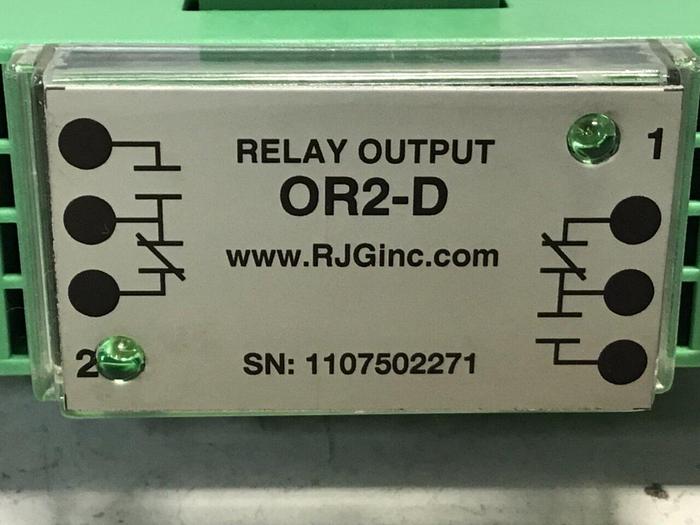 RELAY OUTPUT
1
OR2-D
www.RJGinc.com
2
SN: 1107502271